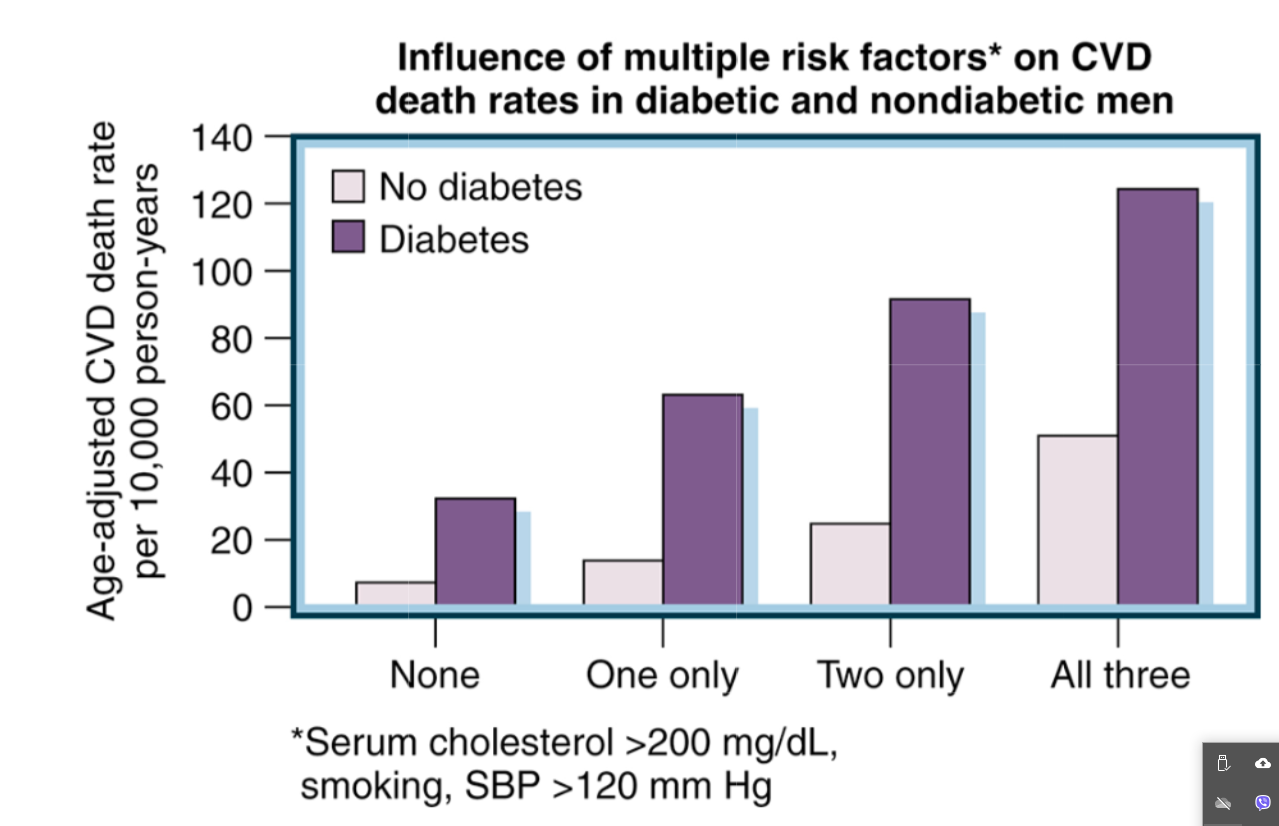 Influence of multiple risk factors* on CVD
death rates in diabetic and nondiabetic men
Age-adjusted CVD death rate
per 10,000 person-years
140
120
100
80
60
40
20
0
No diabetes
Diabetes
None
One only
Two only
All three
*Serum cholesterol >200 mg/dL,
smoking, SBP >120 mm Hg